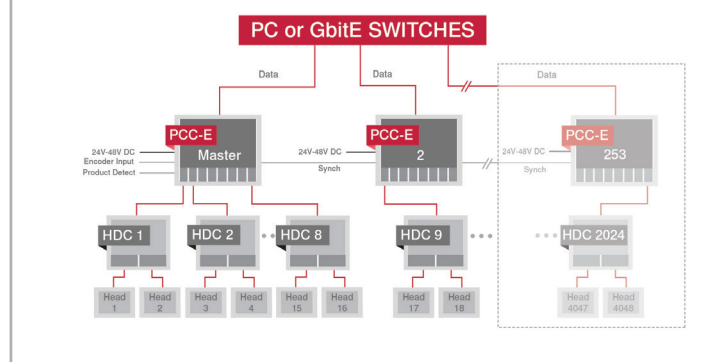 PC or GbitE SWITCHES
Data
Data
Data
PCC-E
Master
24V-48V DC
Encoder Input
Product Detect
PCC-E
2
24V-48V DC
Synch
PCC-E
253
24V-48V DC
Synch
HDC 1
HDC 2
HDC 8
HDC 9
HDC 2024
Head
1
Head
2
Head
3
Head
4
Head
15
Head
16
Head
17
Head
18
Head
4047
Head
4048